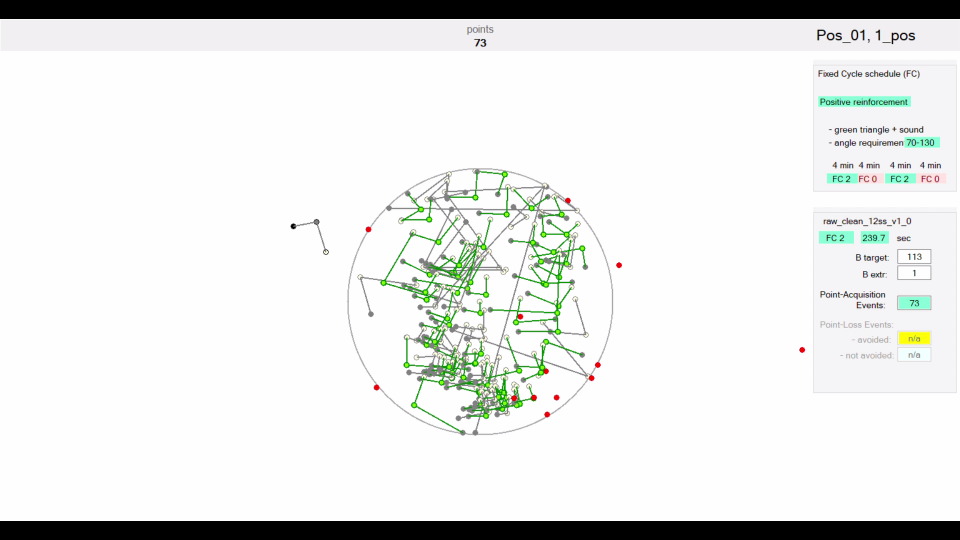 points
73
Pos_01, 1_pos
Fixed Cycle schedule (FC)
Positive reinforcement
- green triangle + sound
- angle requiremen 70-130
4 min 4 min 4 min 4 min
FC 2 FC 0 FC 2 FC 0
raw_clean_12ss_v1_0
FC 2 239.7 sec
B target: 113
B extr: 1
Point-Acquisition
Events: 73
Point-Loss Events:
- avoided: n/a
- not avoided: n/a